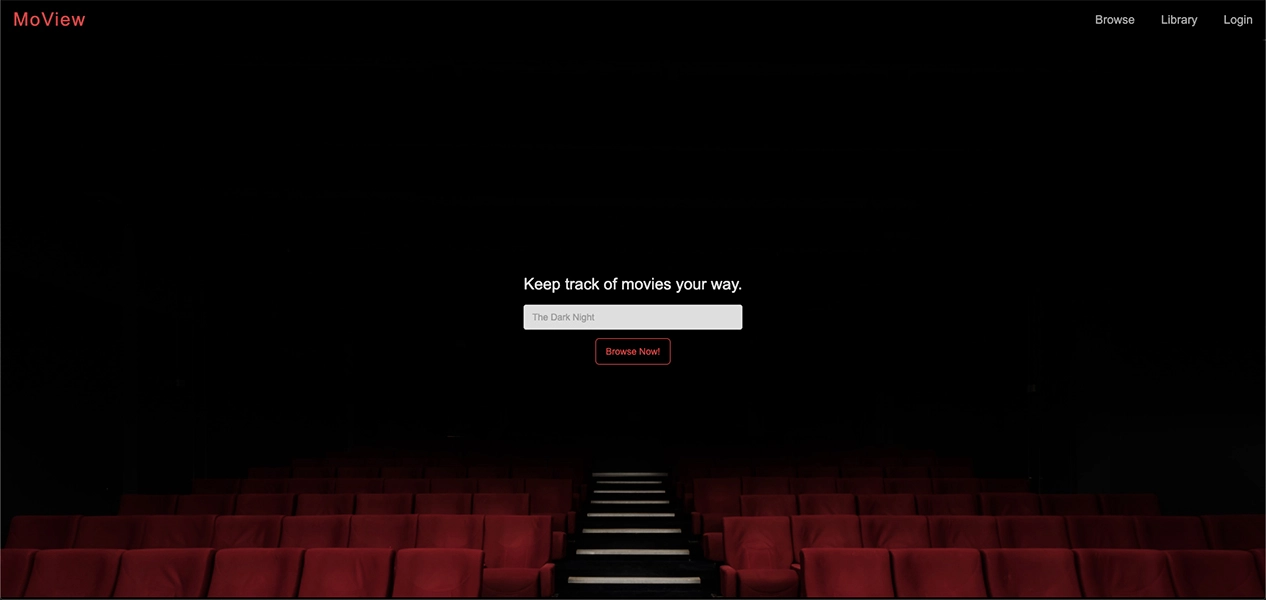 MoView
Browse Library Login
Keep track of movies your way.
The Dark Night
Browse Now!